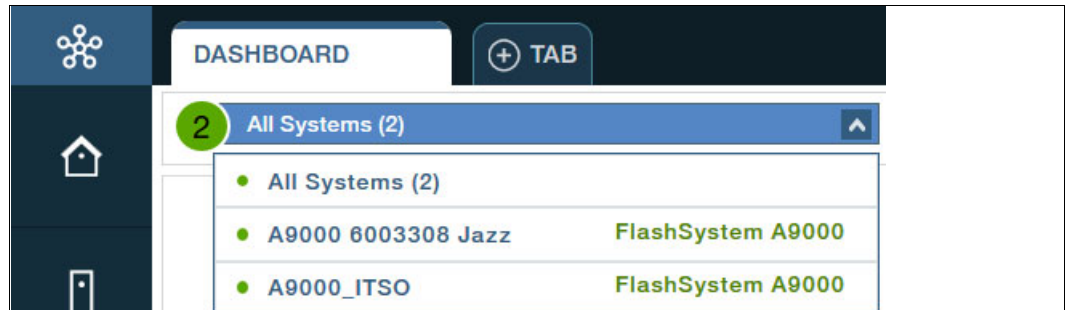 DASHBOARD
TAB
2 All Systems (2)
All Systems (2)
A9000 6003308 Jazz FlashSystem A9000
A9000_ITSO FlashSystem A9000